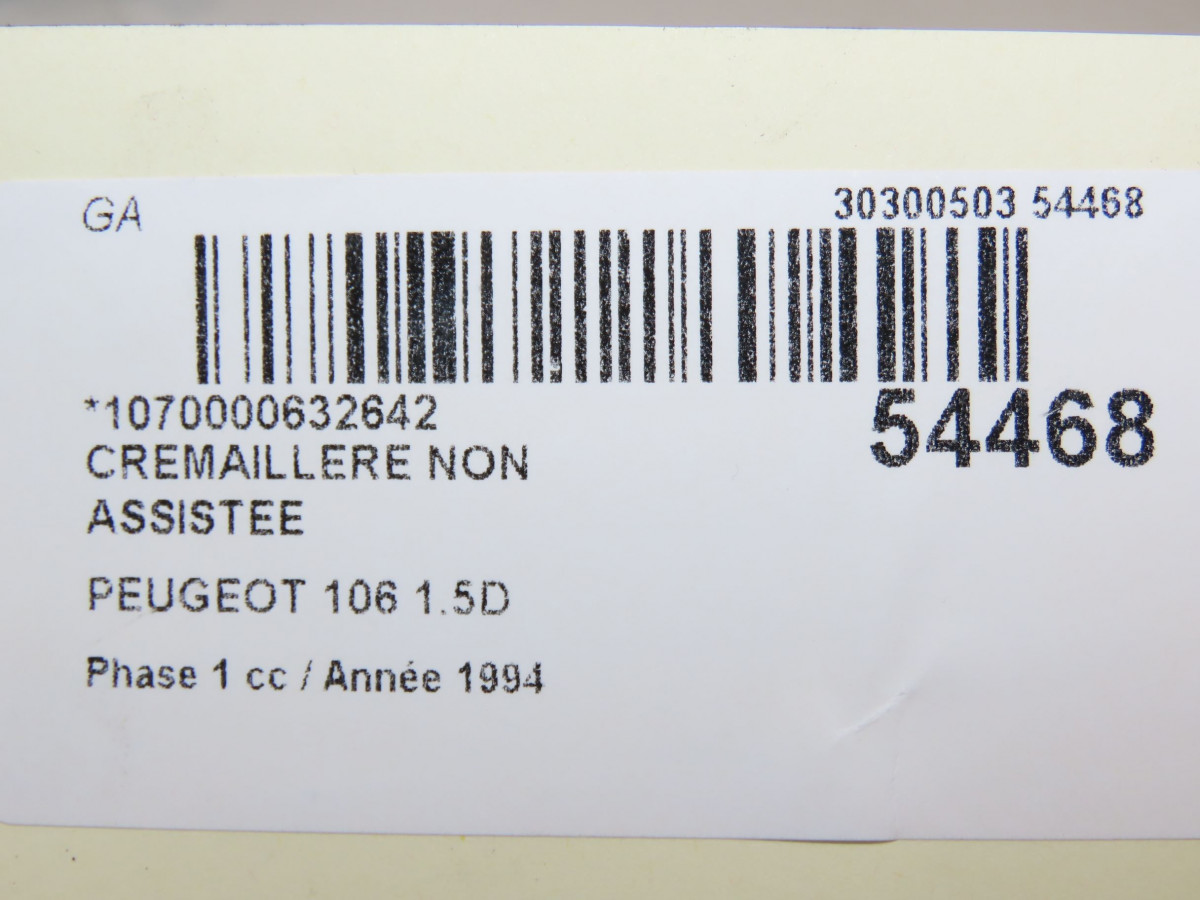 GA
30300503 54468
*1070000632642
54468
CREMAILLERE NON
ASSISTEE
PEUGEOT 106 1.5D
Phase 1 cc / Année 1994